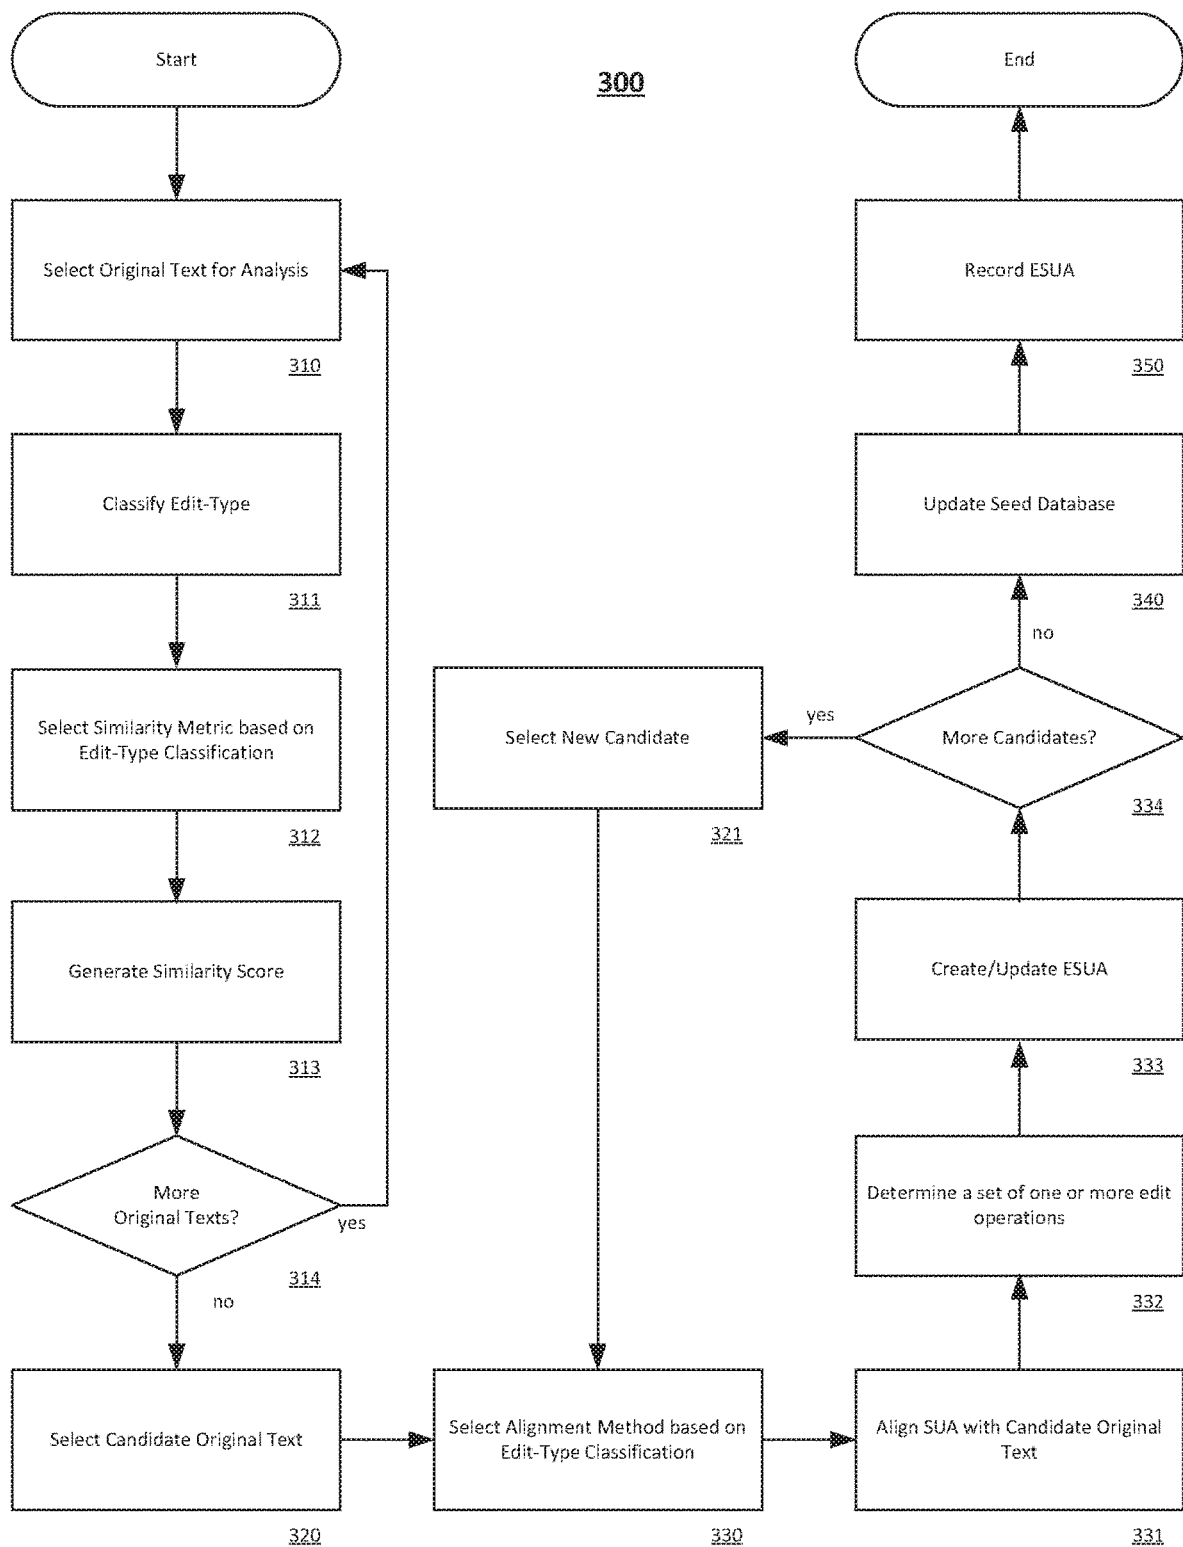 Start
300
End
Select Original Text for Analysis
310
Record ESUA
350
Classify Edit-Type
311
Update Seed Database
340
no
Select Similarity Metric based on
Edit-Type Classification
312
Select New Candidate
321
yes
More Candidates?
334
Generate Similarity Score
313
Create/Update ESUA
333
More
Original Texts?
yes
314
no
Determine a set of one or more edit
operations
332
Select Candidate Original Text
320
Select Alignment Method based on
Edit-Type Classification
330
Align SUA with Candidate Original
Text
331